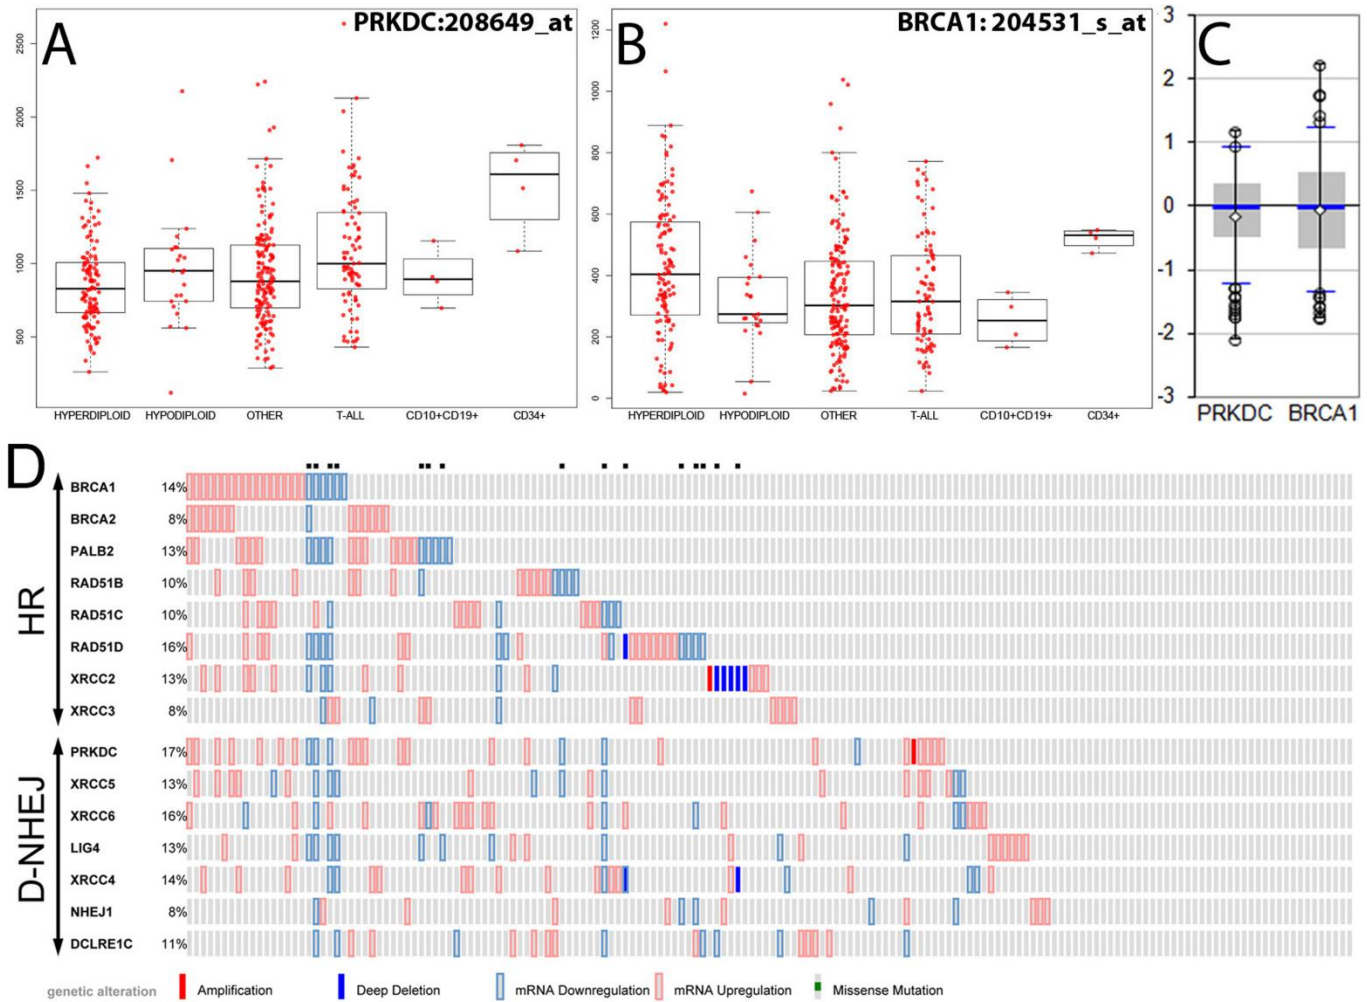 A
PRKDC:208649_at
2500
2000
1500
1000
500
HYPERDIPLOID HYPODIPLOID OTHER T-ALL CD10+CD19+ CD34+
B
BRCA1: 204531_s_at
1200
1000
800
600
400
200
0
HYPERDIPLOID HYPODIPLOID OTHER T-ALL CD10+CD19+ CD34+
C
3
2
1
0
-1
-2
-3
PRKDC BRCA1
D
HR
BRCA1 14%
BRCA2 8%
PALB2 13%
RAD51B 10%
RAD51C 10%
RAD51D 16%
XRCC2 13%
XRCC3 8%
D-NHEJ
PRKDC 17%
XRCC5 13%
XRCC6 16%
LIG4 13%
XRCC4 14%
NHEJ1 8%
DCLRE1C 11%
genetic alteration Amplification Deep Deletion mRNA Downregulation mRNA Upregulation Missense Mutation